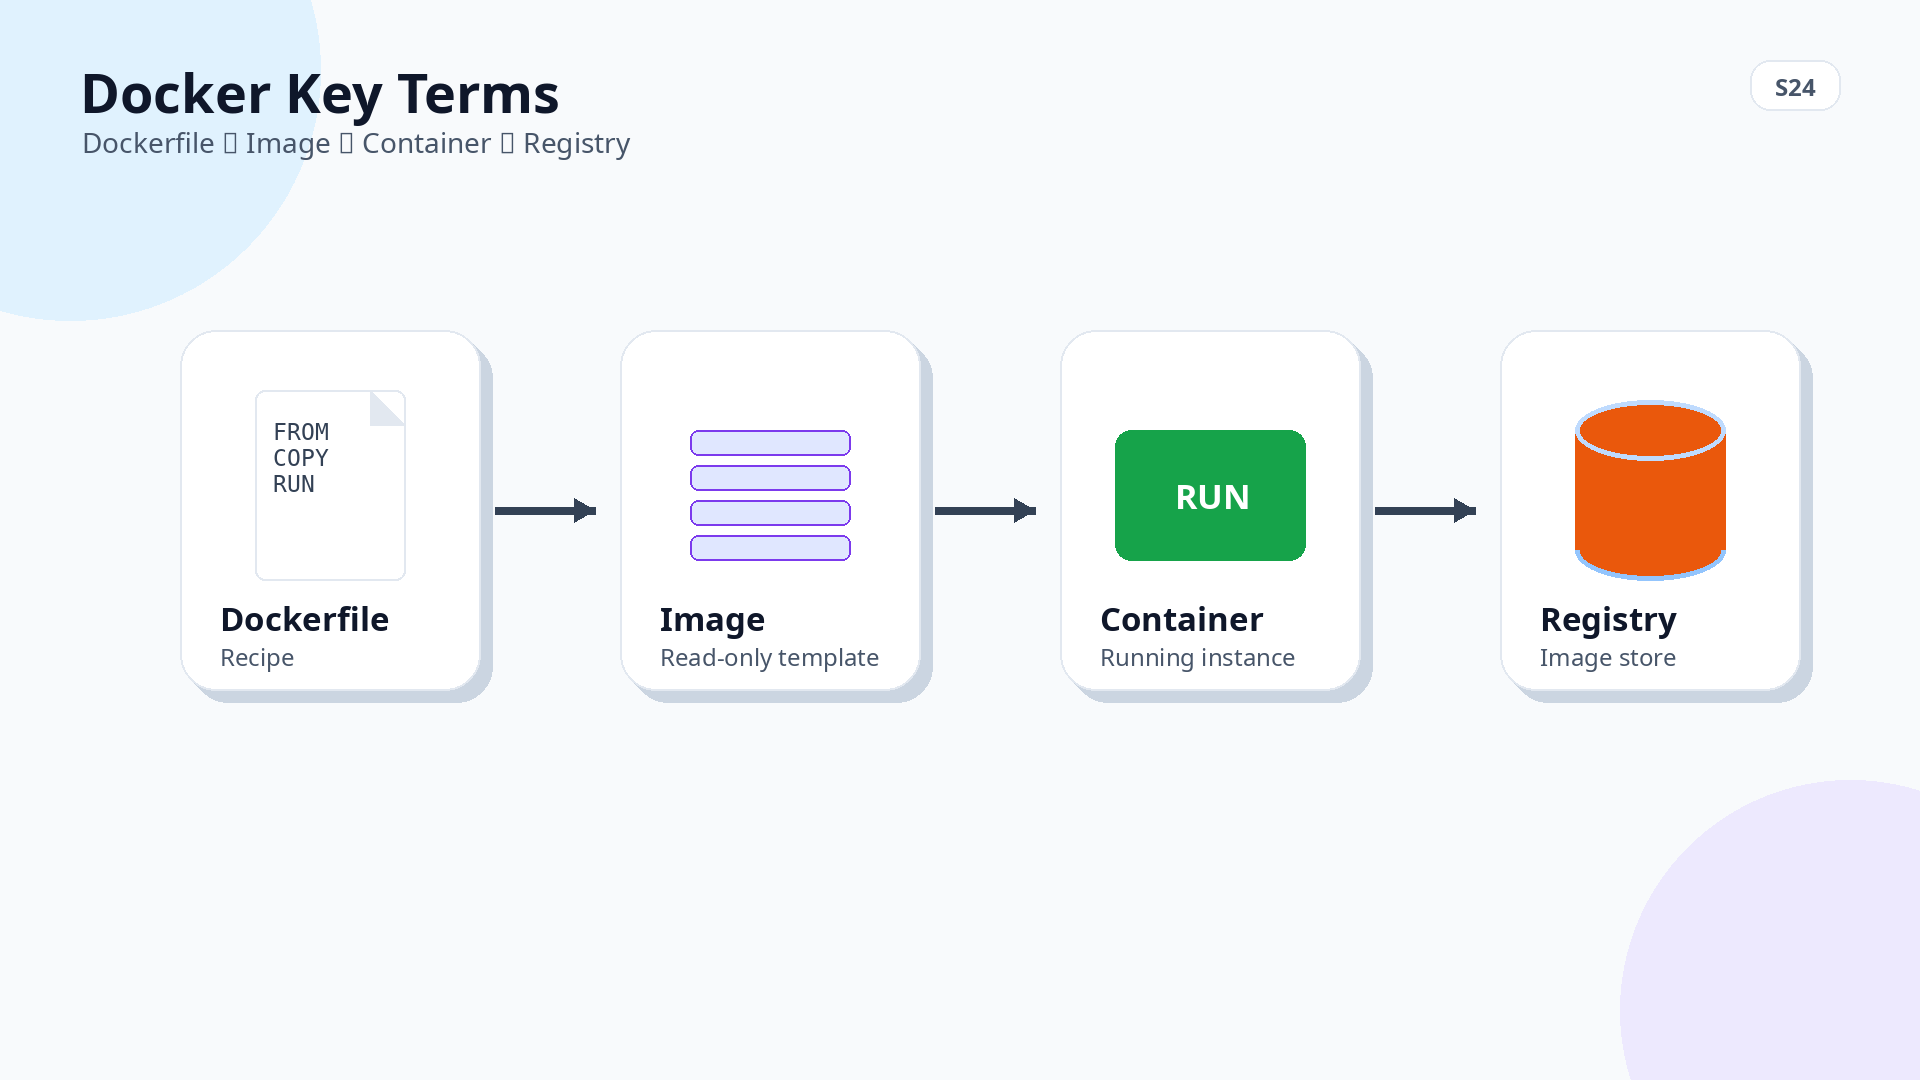 Docker Key Terms
S24
Dockerfile ▯ Image ▯ Container ▯ Registry
FROM
COPY
RUN
RUN
Dockerfile
Recipe
Image
Read-only template
Container
Running instance
Registry
Image store